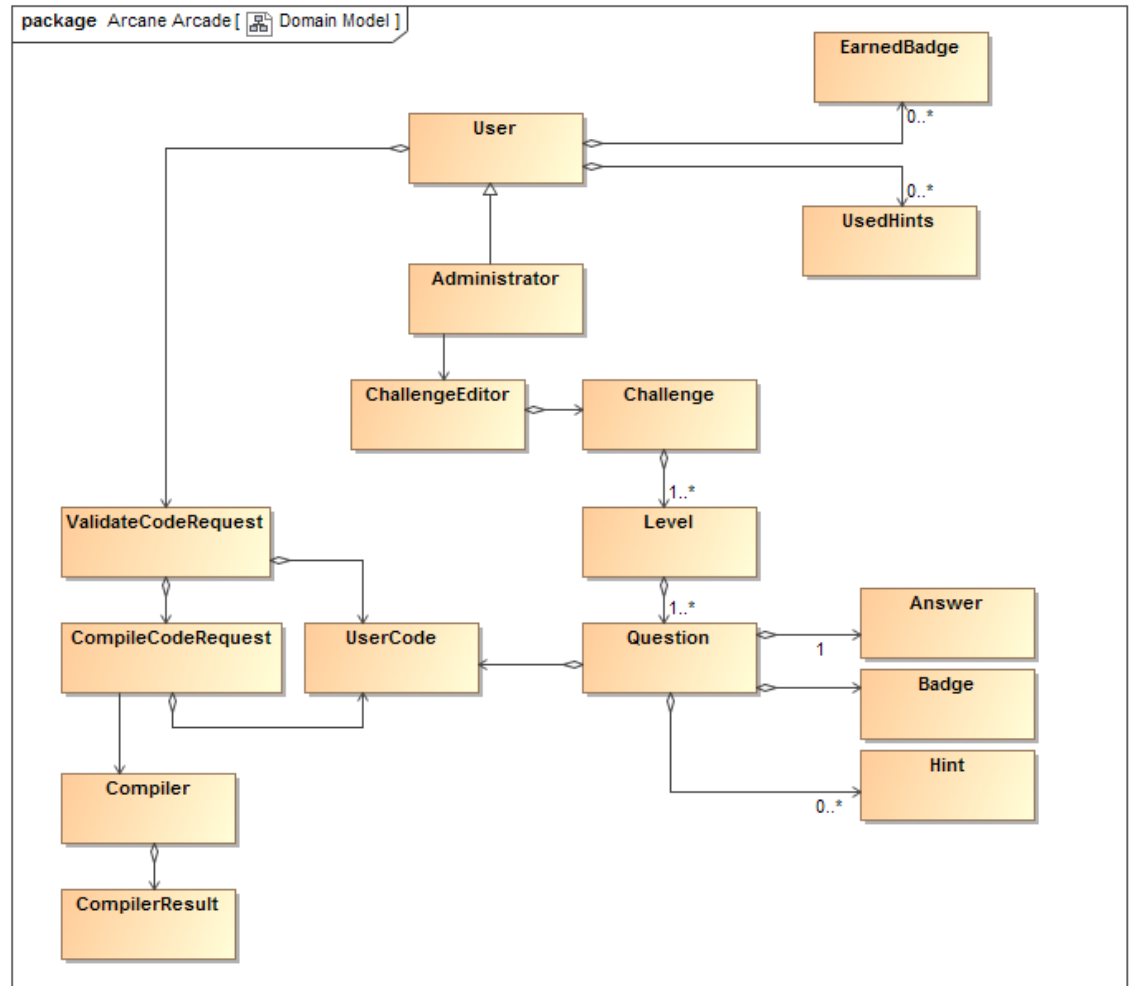 package Arcane Arcade [ Domain Model ]
EarnedBadge
0..*
User
0..*
UsedHints
Administrator
ChallengeEditor
Challenge
1..*
ValidateCodeRequest
Level
1..*
CompileCodeRequest
UserCode
Question
Answer
1
Badge
Hint
0..*
Compiler
CompilerResult